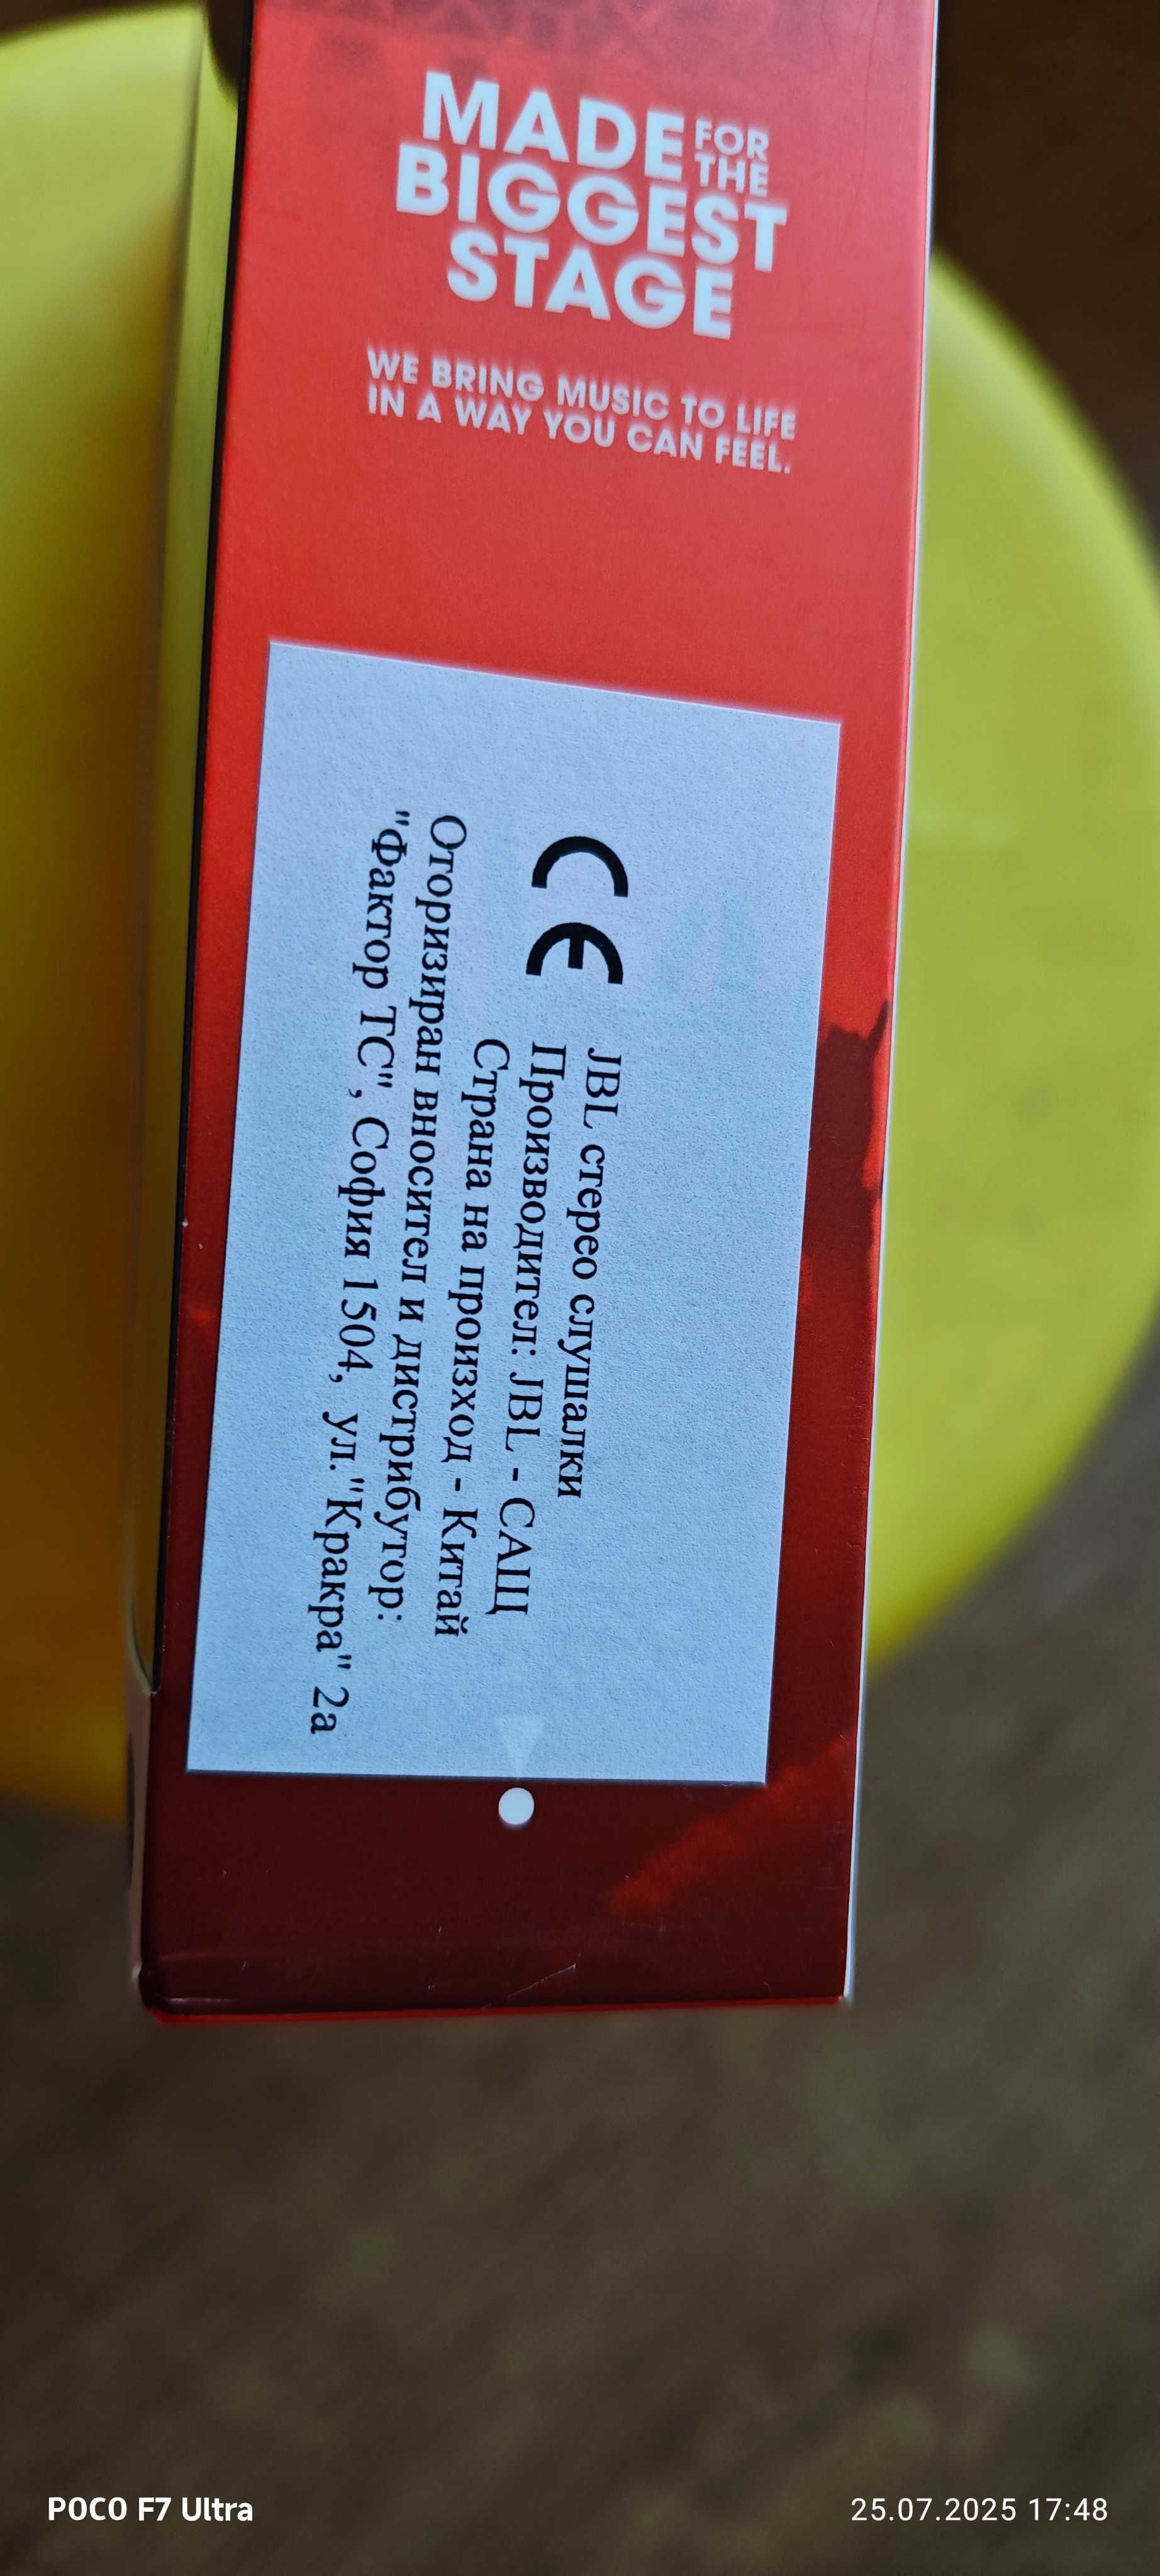 MADE FOR THE
BIGGEST
STAGE
WE BRING MUSIC TO LIFE
IN A WAY YOU CAN FEEL.
CE
JBL стерео слушалки
Производител: JBL - САЩ
Страна на произход - Китай
Оторизиран вносител и дистрибутор:
"Фактор ТС", София 1504, ул."Кракра" 2а
POCO F7 Ultra
25.07.2025 17:48